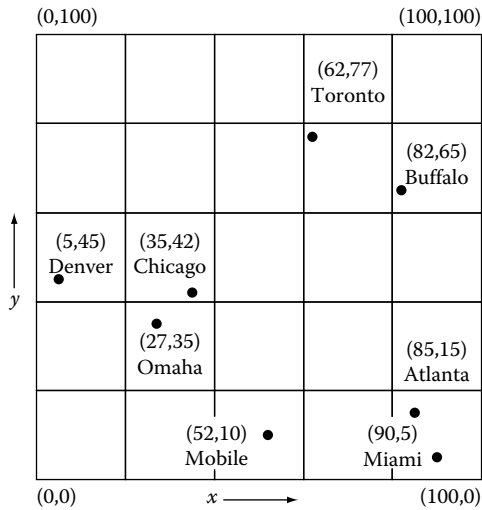 (0,100)
(100,100)
(62,77)
Toronto
(82,65)
Buffalo
(5,45)
Denver
(35,42)
Chicago
y
(27,35)
Omaha
(85,15)
Atlanta
(52,10)
Mobile
(90,5)
Miami
(0,0)
x
(100,0)